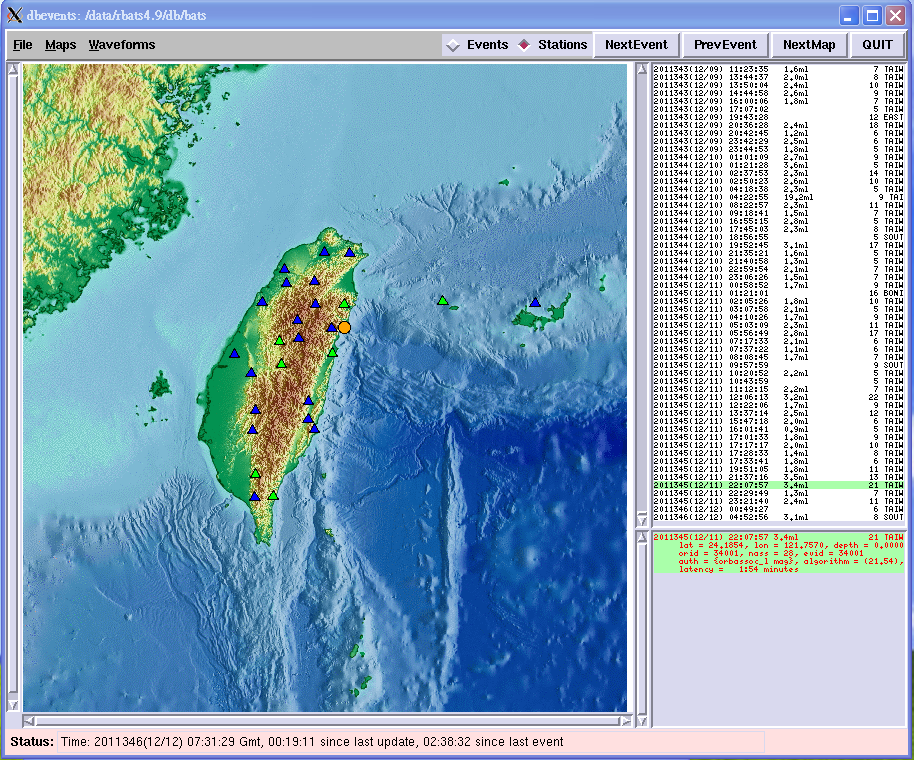 dbevents: /data/rbats4.9/db/bats
File Maps Waveforms Events Stations NextEvent PrevEvent NextMap QUIT
2011343(12/09) 11:23:35 1.6ml 7 TAIW
2011343(12/09) 13:44:37 2.0ml 8 TAIW
2011343(12/09) 13:50:04 2.4ml 10 TAIW
2011343(12/09) 14:44:58 2.6ml 9 TAIW
2011343(12/09) 16:00:06 1.8ml 7 TAIW
2011343(12/09) 17:07:02 5 TAIW
2011343(12/09) 19:43:28 12 EAST
2011343(12/09) 20:36:28 2.4ml 18 TAIW
2011343(12/09) 20:42:45 1.2ml 6 TAIW
2011343(12/09) 23:42:29 2.5ml 6 TAIW
2011343(12/09) 23:44:53 1.8ml 5 TAIW
2011344(12/10) 01:01:09 2.7ml 9 TAIW
2011344(12/10) 01:21:28 3.6ml 5 TAIW
2011344(12/10) 02:37:53 2.3ml 14 TAIW
2011344(12/10) 02:50:23 2.6ml 10 TAIW
2011344(12/10) 04:18:38 2.3ml 5 TAIW
2011344(12/10) 04:22:55 19.2ml 9 TAI
2011344(12/10) 08:22:57 2.3ml 11 TAIW
2011344(12/10) 09:18:41 1.5ml 7 TAIW
2011344(12/10) 16:55:15 2.8ml 5 TAIW
2011344(12/10) 17:45:03 2.3ml 8 TAIW
2011344(12/10) 18:56:55 5 SOUT
2011344(12/10) 19:52:45 3.1ml 17 TAIW
2011344(12/10) 21:35:21 1.6ml 5 TAIW
2011344(12/10) 21:40:58 1.3ml 5 TAIW
2011344(12/10) 22:59:54 2.1ml 7 TAIW
2011344(12/10) 23:06:26 1.5ml 7 TAIW
2011345(12/11) 00:58:52 1.7ml 9 TAIW
2011345(12/11) 01:21:01 16 BONI
2011345(12/11) 02:05:26 1.8ml 10 TAIW
2011345(12/11) 03:07:58 2.1ml 5 TAIW
2011345(12/11) 04:10:26 1.7ml 9 TAIW
2011345(12/11) 05:03:09 2.3ml 11 TAIW
2011345(12/11) 05:56:49 2.8ml 17 TAIW
2011345(12/11) 07:17:33 2.1ml 6 TAIW
2011345(12/11) 07:37:22 1.1ml 6 TAIW
2011345(12/11) 08:08:45 1.7ml 7 TAIW
2011345(12/11) 09:57:59 9 SOUT
2011345(12/11) 10:20:52 2.2ml 5 TAIW
2011345(12/11) 10:43:59 5 TAIW
2011345(12/11) 11:12:15 2.2ml 7 TAIW
2011345(12/11) 12:06:13 3.2ml 22 TAIW
2011345(12/11) 12:22:06 1.7ml 9 TAIW
2011345(12/11) 13:37:14 2.5ml 12 TAIW
2011345(12/11) 15:47:18 2.0ml 6 TAIW
2011345(12/11) 16:01:41 0.9ml 5 TAIW
2011345(12/11) 17:01:33 1.8ml 9 TAIW
2011345(12/11) 17:17:17 2.0ml 10 TAIW
2011345(12/11) 17:28:33 1.4ml 8 TAIW
2011345(12/11) 17:33:41 1.8ml 6 TAIW
2011345(12/11) 19:51:05 1.8ml 11 TAIW
2011345(12/11) 21:37:16 3.5ml 13 TAIW
2011345(12/11) 22:07:57 3.4ml 21 TAIW
2011345(12/11) 22:29:49 1.3ml 7 TAIW
2011345(12/11) 23:21:40 2.4ml 11 TAIW
2011346(12/12) 00:49:27 6 TAIW
2011346(12/12) 04:52:56 3.1ml 8 SOUT
2011345(12/11) 22:07:57 3.4ml 21 TAIW
lat = 24.1854, lon = 121.7570, depth = 0.0000
orid = 34001, nass = 28, evid = 34001
auth = {orbassoc_l mag}, algorithm = (21.54),
latency = 1:54 minutes
Status: Time: 2011346(12/12) 07:31:29 Gmt, 00:19:11 since last update, 02:38:32 since last event